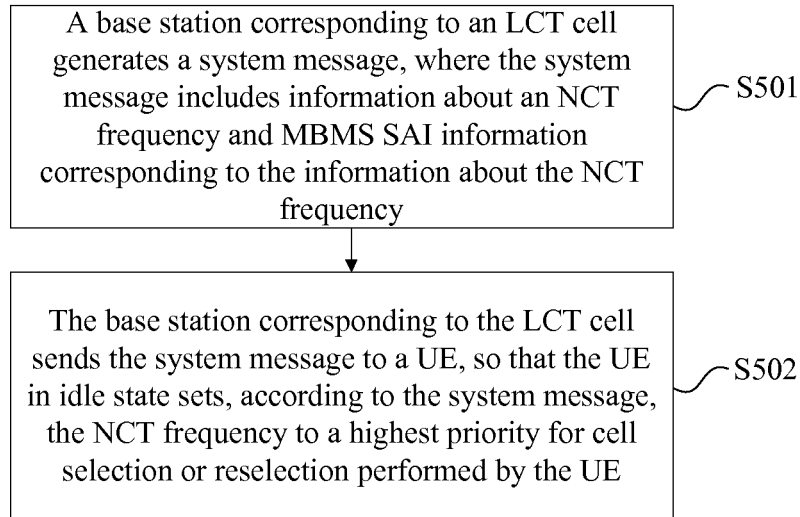 A base station corresponding to an LCT cell
generates a system message, where the system
message includes information about an NCT
frequency and MBMS SAI information
corresponding to the information about the NCT
frequency
S501
The base station corresponding to the LCT cell
sends the system message to a UE, so that the UE
in idle state sets, according to the system message,
the NCT frequency to a highest priority for cell
selection or reselection performed by the UE
S502